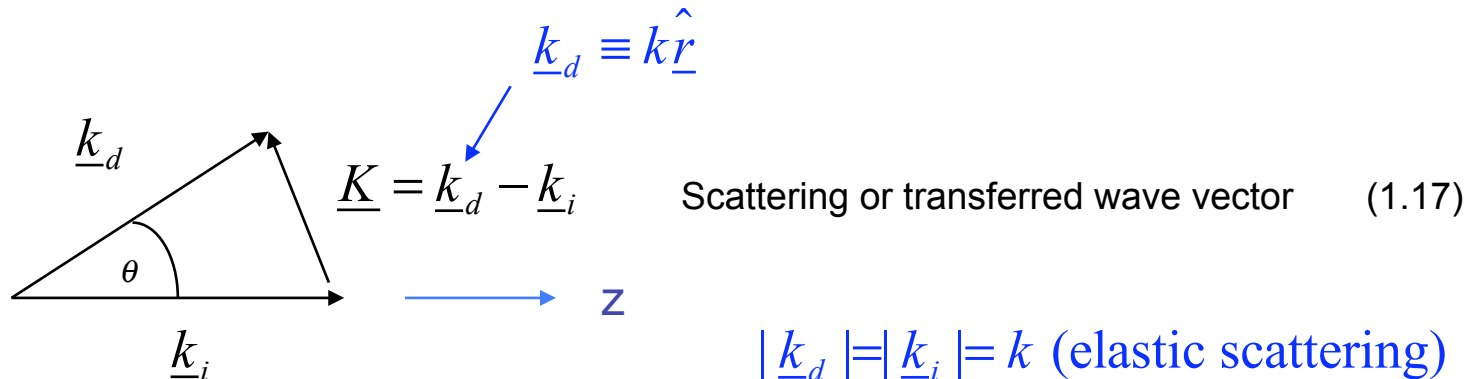 k_d ≡ k r̂
k_d
K = k_d − k_i Scattering or transferred wave vector (1.17)
θ
z
k_i
| k_d |=| k_i |= k (elastic scattering)